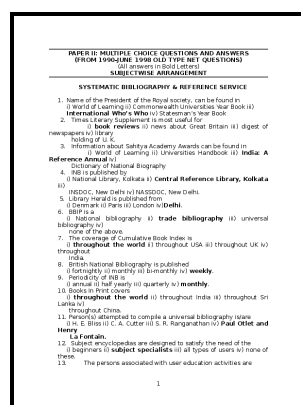 PAPER II: MULTIPLE CHOICE QUESTIONS AND ANSWERS
(FROM 1990-JUNE 1998 OLD TYPE NET QUESTIONS)
(All answers in Bold Letters)
SUBJECTWISE ARRANGEMENT
SYSTEMATIC BIBLIOGRAPHY & REFERENCE SERVICE
1. Name of the President of the Royal society, can be found in
i) World of Learning ii) Commonwealth Universities Year Book iii)
International Who's Who iv) Statesman's Year Book
2. Times Literary Supplement is most useful for
i) book reviews ii) news about Great Britain iii) digest of
newspapers iv) library
holding of U. K.
3. Information about Sahitya Academy Awards can be found in
i) World of Learning ii) Universities Handbook iii) India: A
Reference Annual iv)
Dictionary of National Biography
4. INB is published by
i) National Library, Kolkata ii) Central Reference Library, Kolkata
iii)
INSDOC, New Delhi iv) NASSDOC, New Delhi.
5. Library Herald is published from
i) Denmark ii) Paris iii) London iv)Delhi.
6. BBIP is a
i) National bibliography ii) trade bibliography iii) universal
bibliography iv)
none of the above.
7. The coverage of Cumulative Book Index is
i) throughout the world ii) throughout USA iii) throughout UK iv)
throughout
India.
8. British National Bibliography is published
i) fortnightly ii) monthly iii) bi-monthly iv) weekly.
9. Periodicity of INB is
i) annual ii) half yearly iii) quarterly iv) monthly.
10. Books In Print covers
i) throughout the world ii) throughout India iii) throughout Sri
Lanka iv)
throughout China.
11. Person(s) attempted to compile a universal bibliography is/are
i) H. E. Bliss ii) C. A. Cutter iii) S. R. Ranganathan iv) Paul Otlet and
Henry
La Fontain.
12. Subject encyclopedias are designed to satisfy the need of the
i) beginners ii) subject specialists iii) all types of users iv) none of
these.
13. The persons associated with user education activities are
1